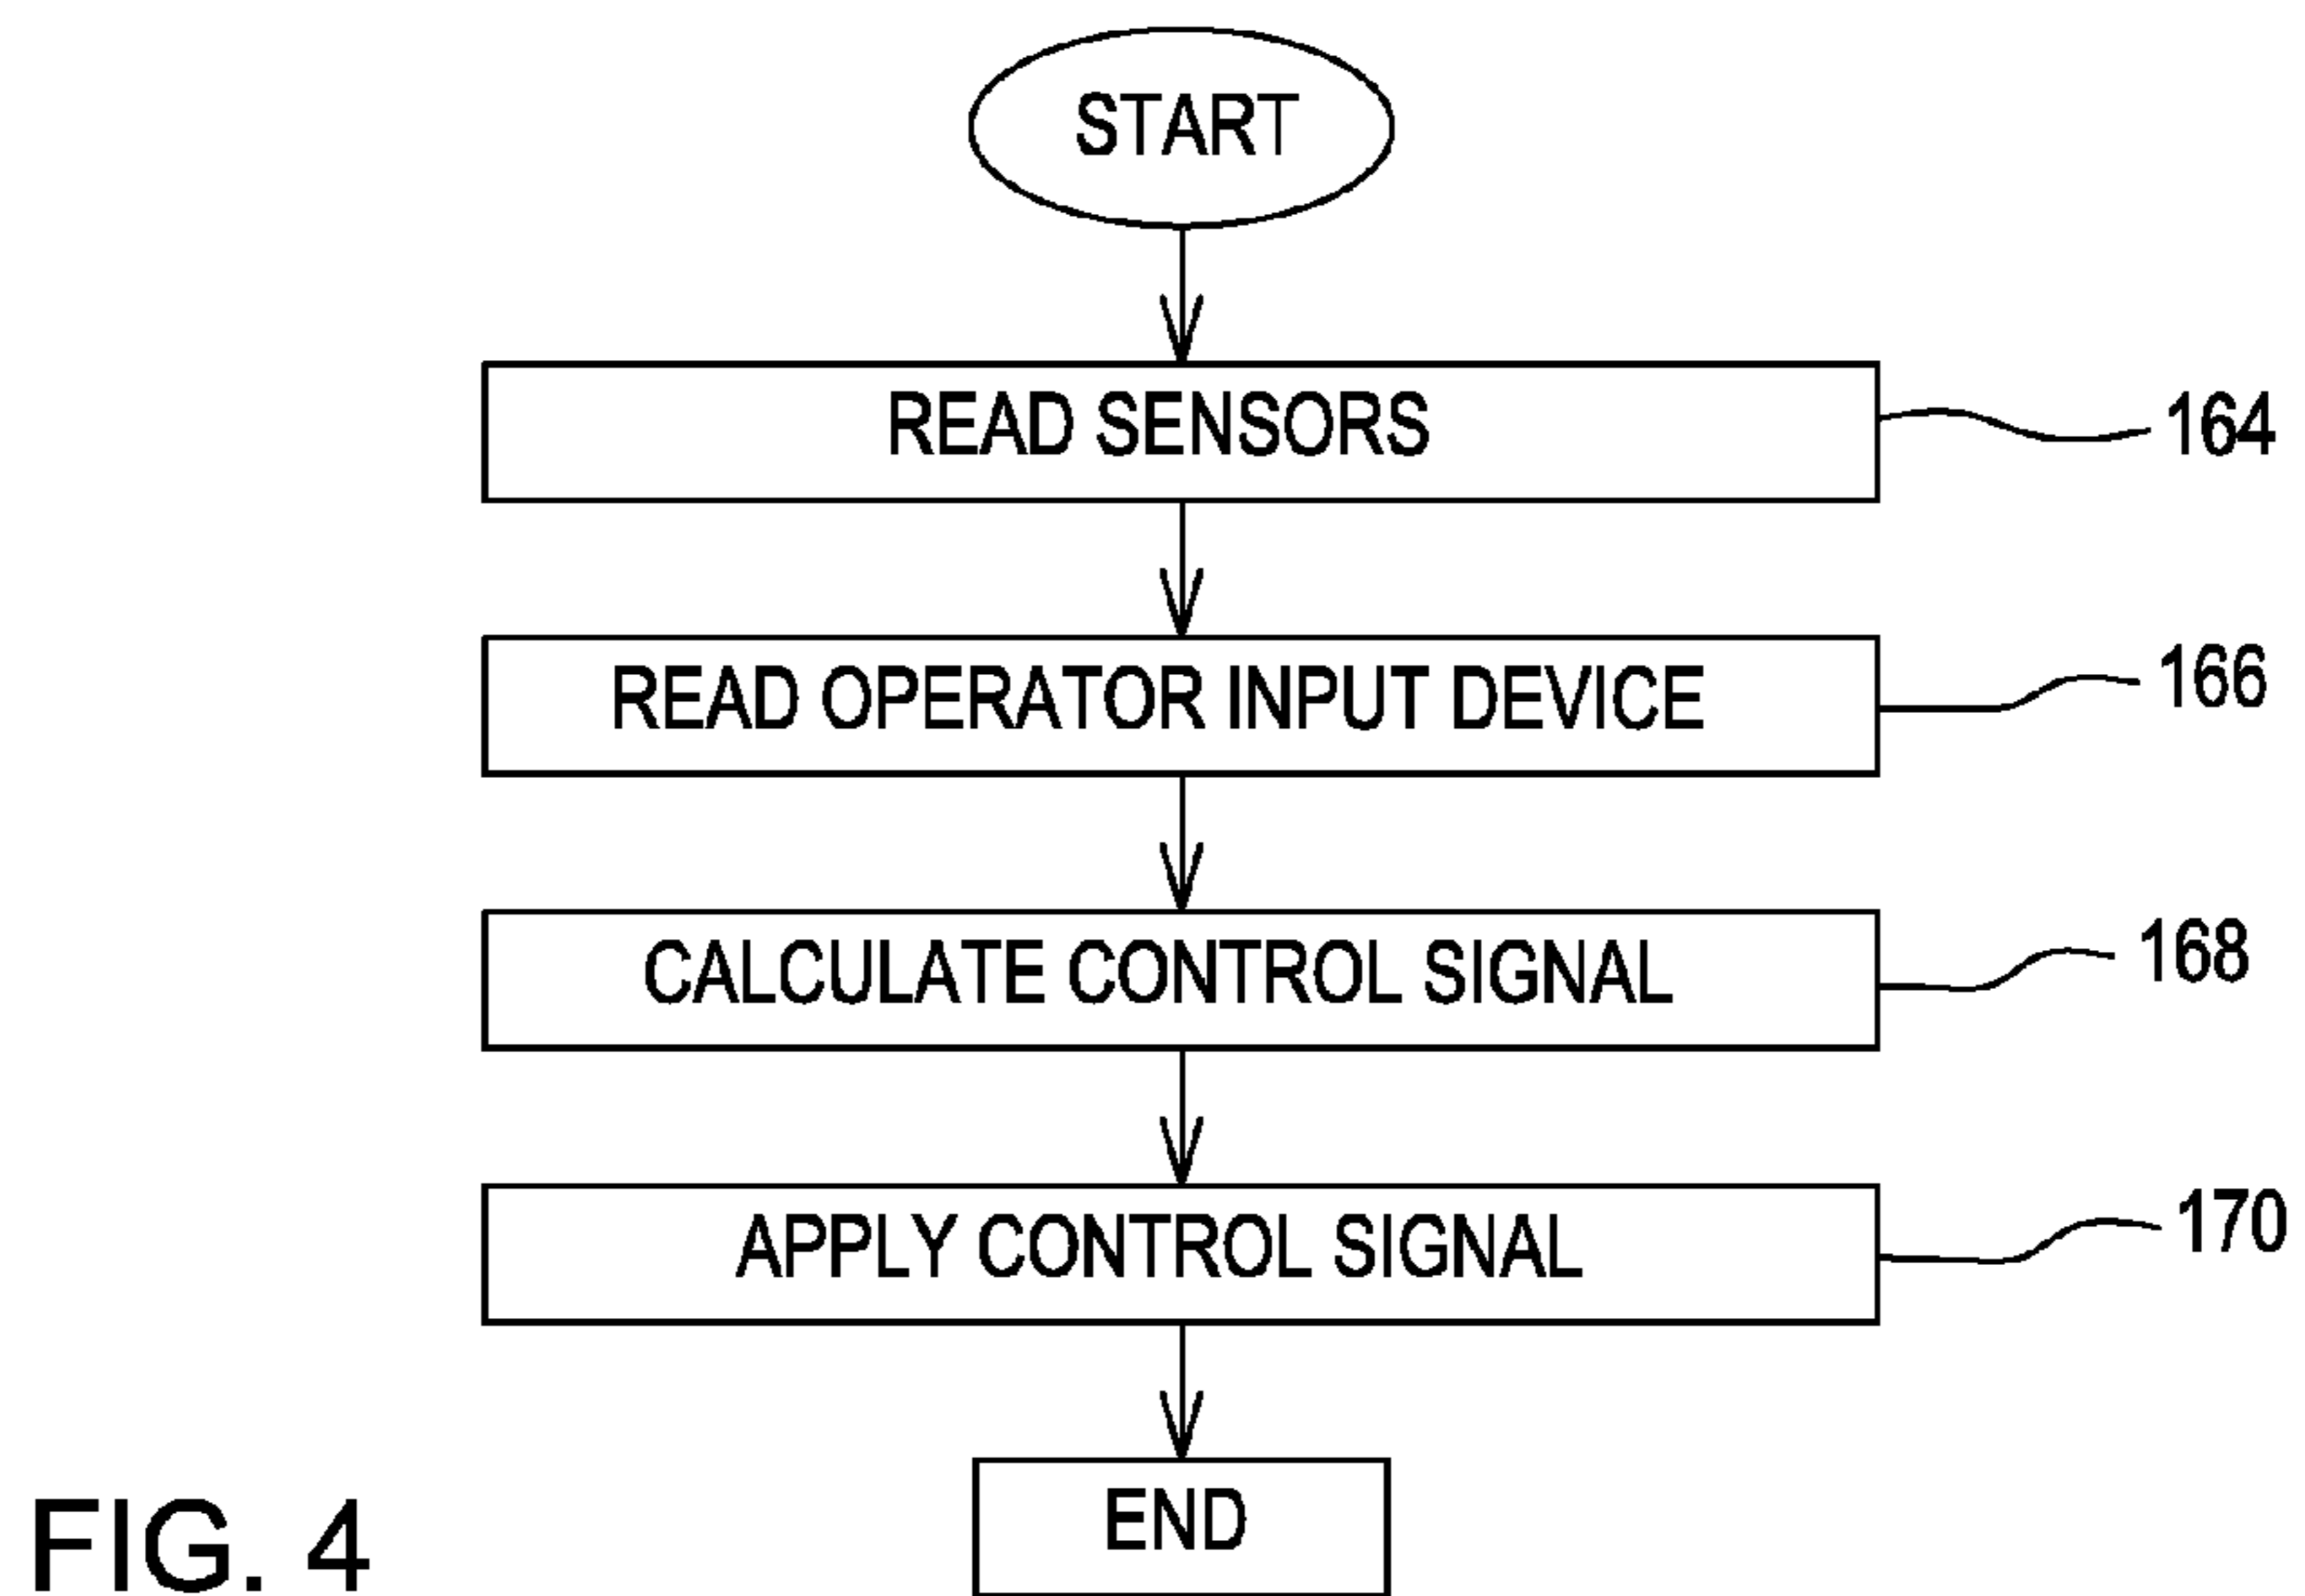 START
READ SENSORS
164
READ OPERATOR INPUT DEVICE
166
CALCULATE CONTROL SIGNAL
168
APPLY CONTROL SIGNAL
170
END
FIG. 4